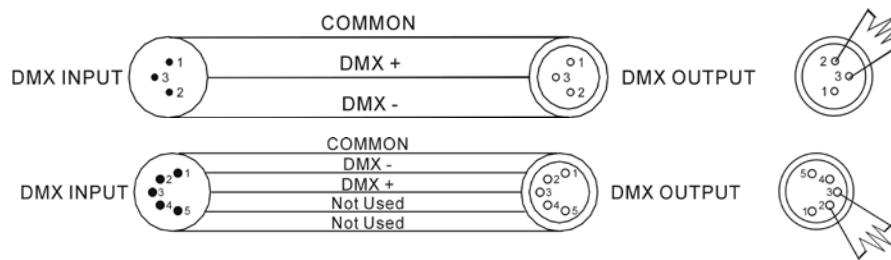 COMMON
DMX INPUT
1
3
2
DMX +
DMX -
1
3
2
DMX OUTPUT
2
3
1
COMMON
DMX -
DMX +
Not Used
Not Used
DMX INPUT
1
2
3
4
5
1
2
3
4
5
DMX OUTPUT
5
4
3
2
1